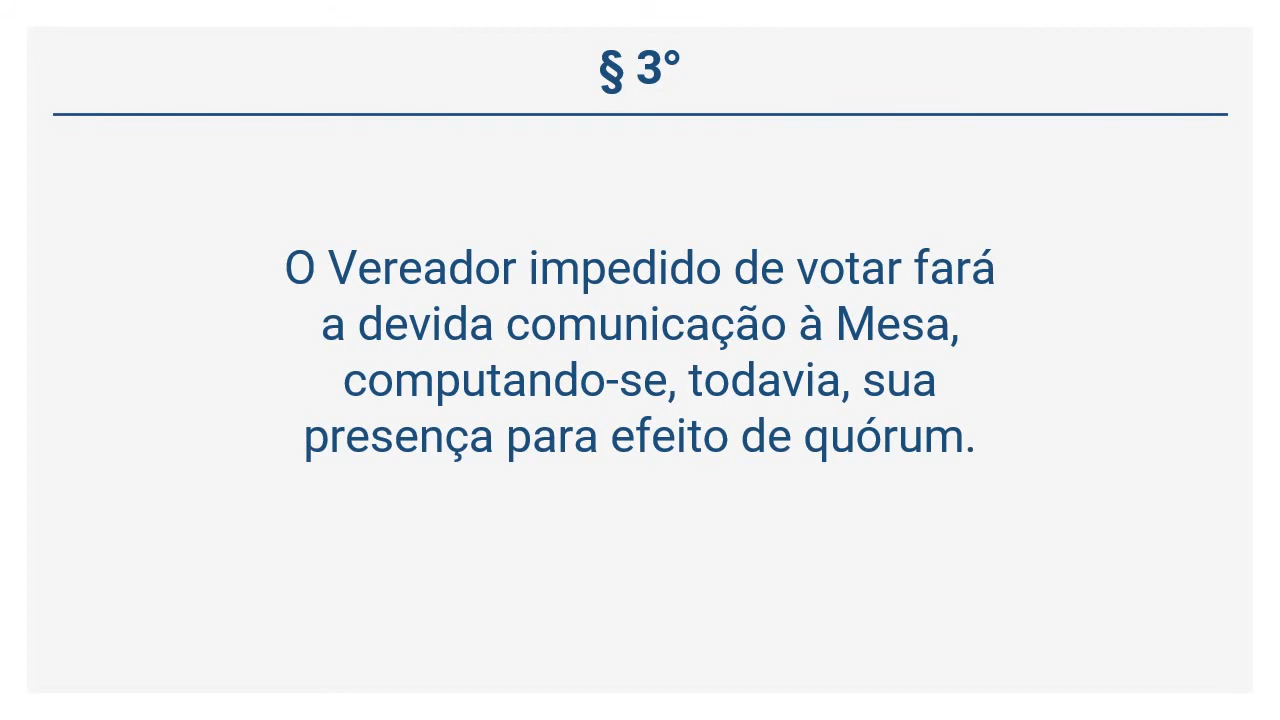 § 3°
O Vereador impedido de votar fará
a devida comunicação à Mesa,
computando-se, todavia, sua
presença para efeito de quórum.